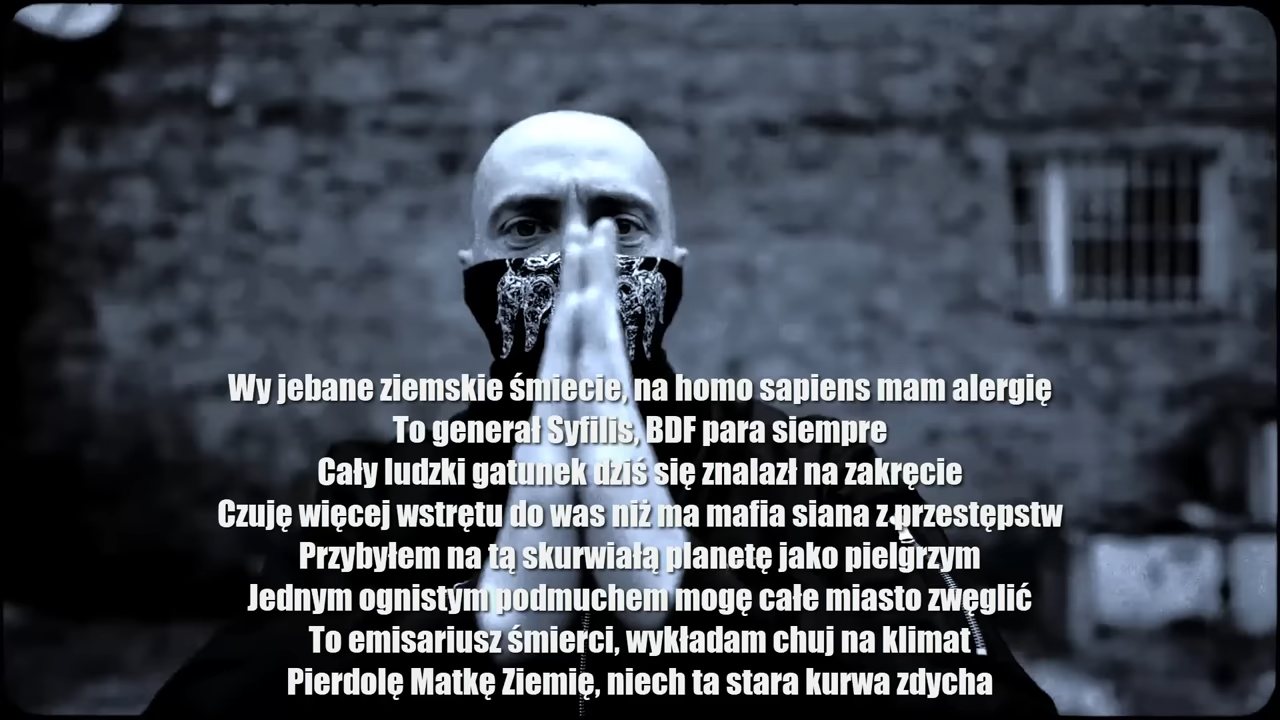 Wy jebane ziemskie śmiecie, na homo sapiens mam alergię
To generał Syfilis, BDF para siempre
Cały ludzki gatunek dziś się znalazł na zakręcie
Czuję więcej wstrętu do was niż ma mafia siana z przestępstw
Przybyłem na tą skurwiałą planetę jako pielgrzym
Jednym ognistym podmuchem mogę całe miasto zwęglić
To emisariusz śmierci, wykładam chuj na klimat
Pierdolę Matkę Ziemię, niech ta stara kurwa zdycha